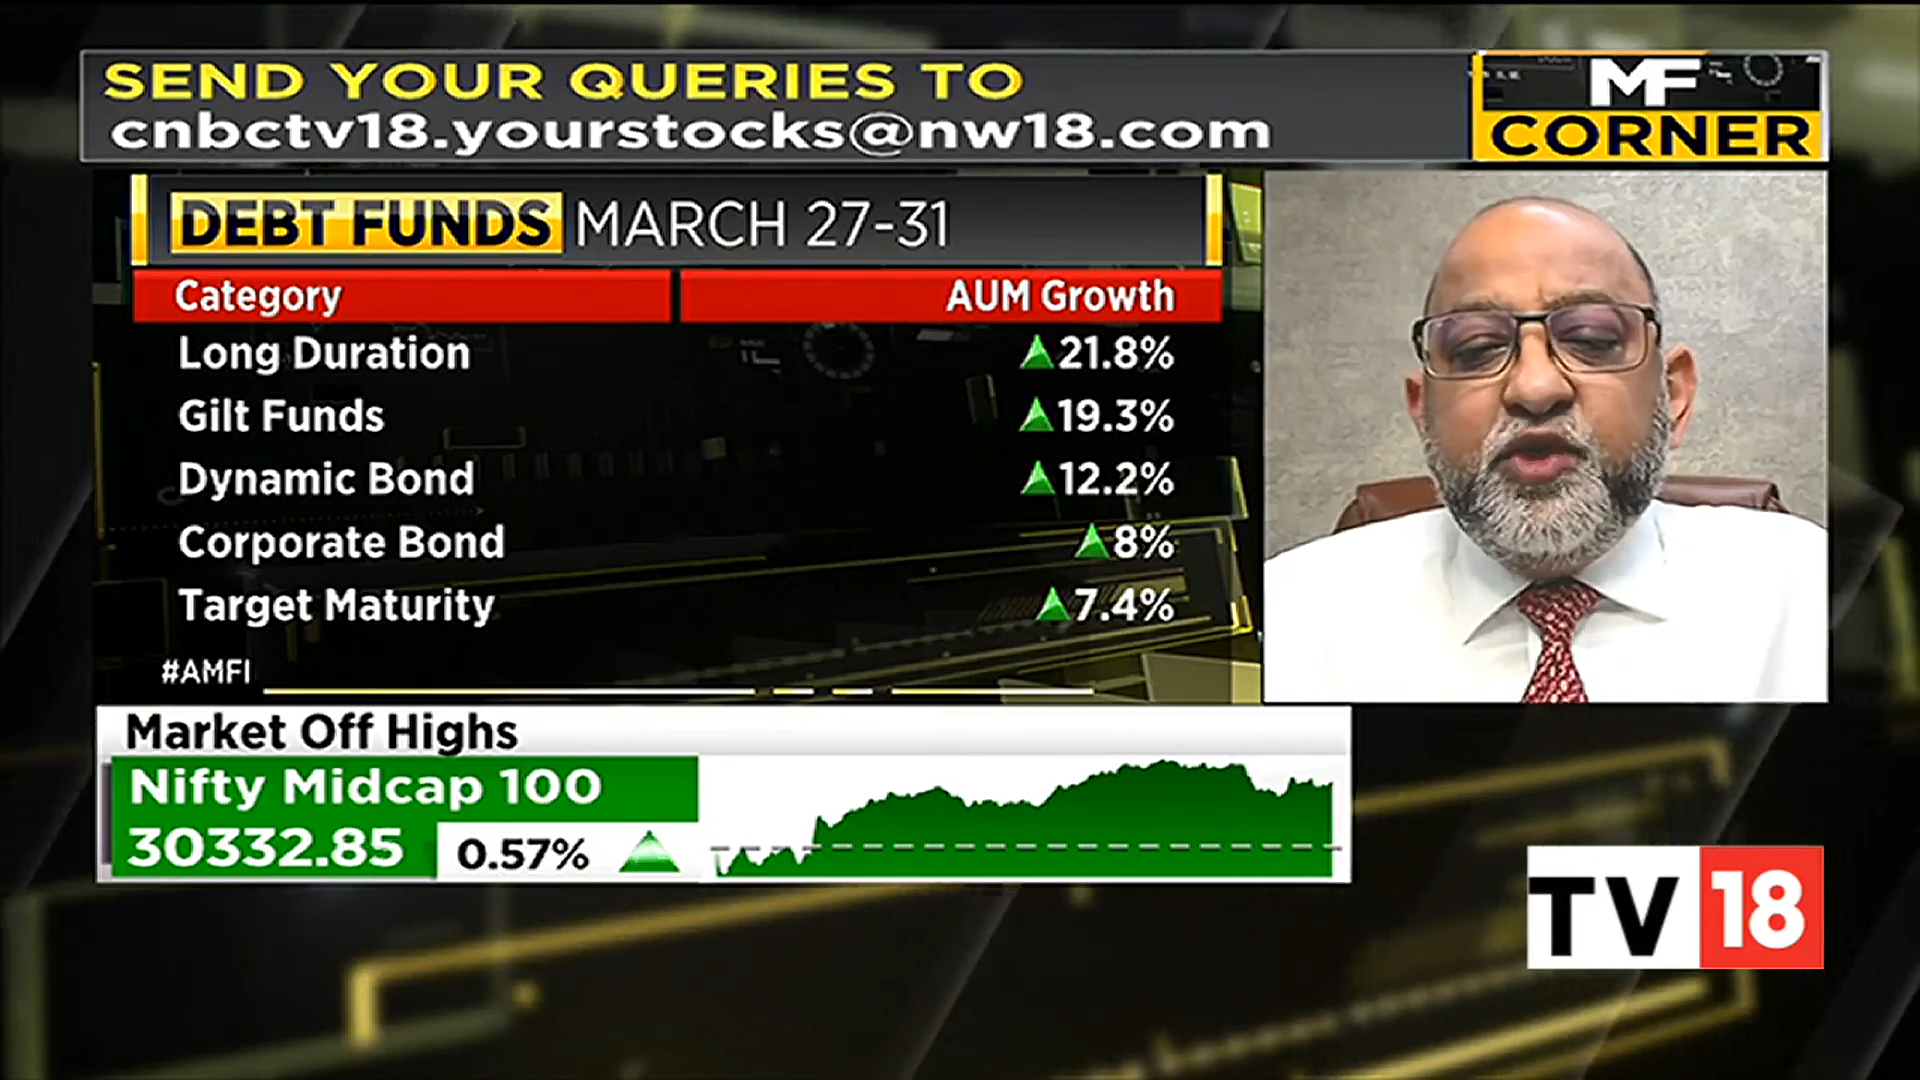 SEND YOUR QUERIES TO
cnbctv18.yourstocks@nw18.com
MF
CORNER
DEBT FUNDS MARCH 27-31
Category AUM Growth
Long Duration 21.8%
Gilt Funds 19.3%
Dynamic Bond 12.2%
Corporate Bond 8%
Target Maturity 7.4%
#AMFI
Market Off Highs
Nifty Midcap 100
30332.85 0.57%
TV 18